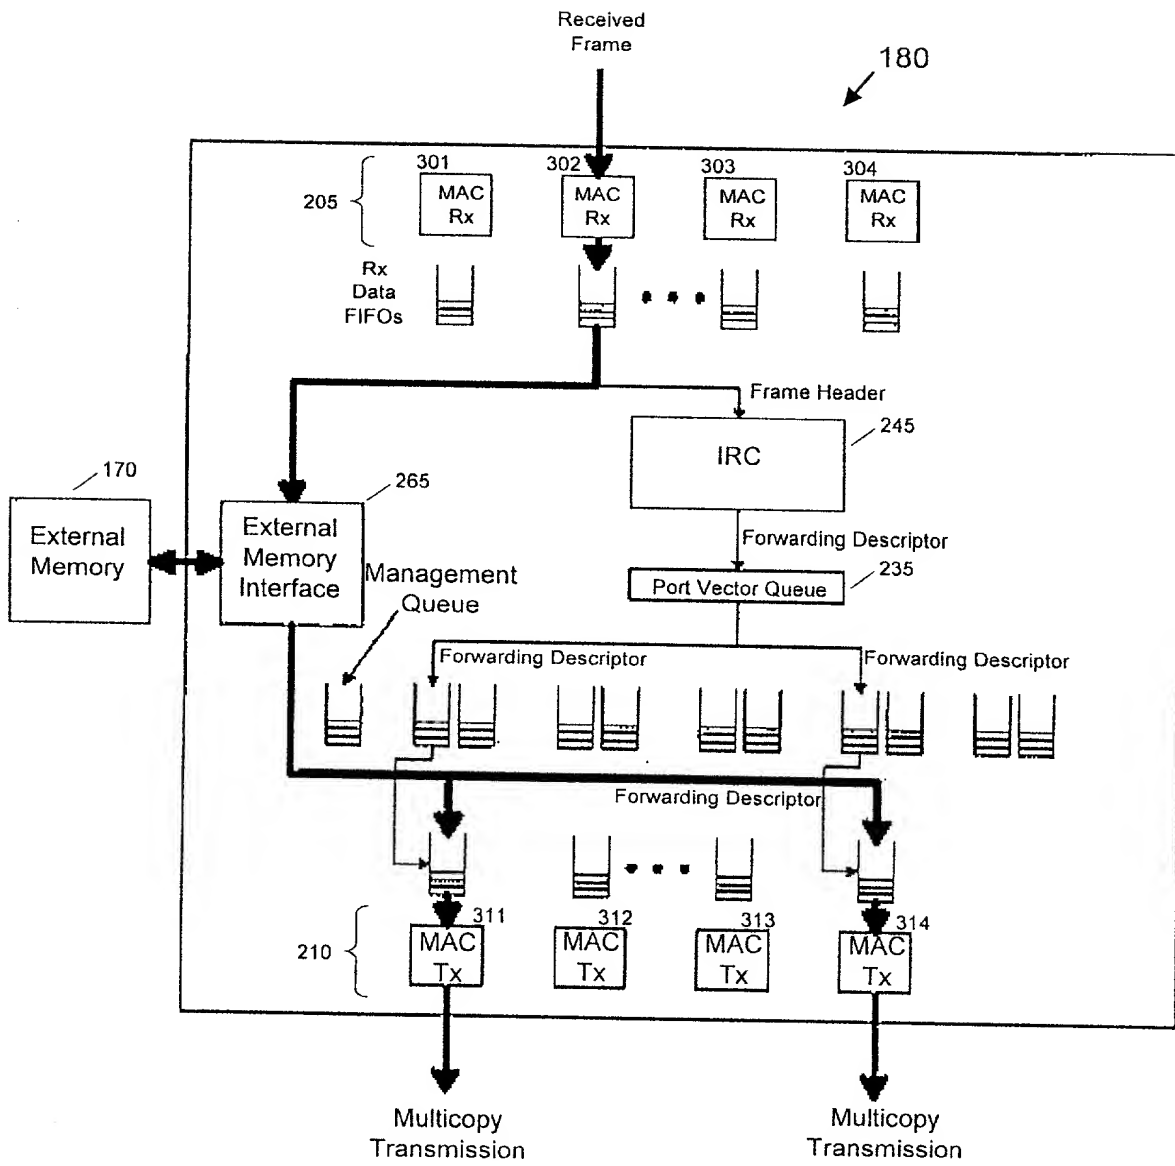 Received
Frame
180
301
302
303
304
205
MAC
Rx
MAC
Rx
MAC
Rx
MAC
Rx
Rx
Data
FIFOs
Frame Header
245
IRC
170
265
External
Memory
External
Memory
Interface
Forwarding Descriptor
235
Port Vector Queue
Management
Queue
Forwarding Descriptor
Forwarding Descriptor
Forwarding Descriptor
311
312
313
314
210
MAC
Tx
MAC
Tx
MAC
Tx
MAC
Tx
Multicopy
Transmission
Multicopy
Transmission